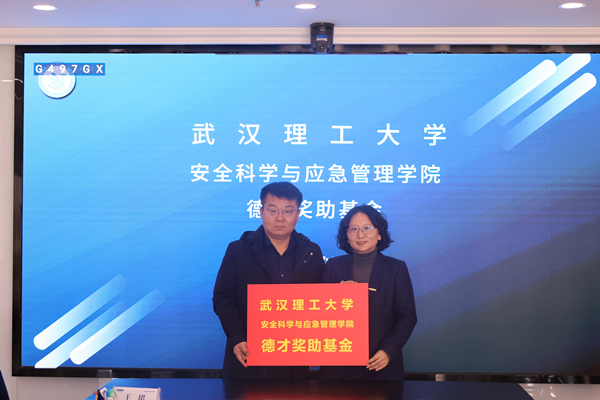 G497GX
武汉理工大学
安全科学与应急管理学院
德才奖助基金
武汉理工大学
安全科学与应急管理学院
德才奖助基金